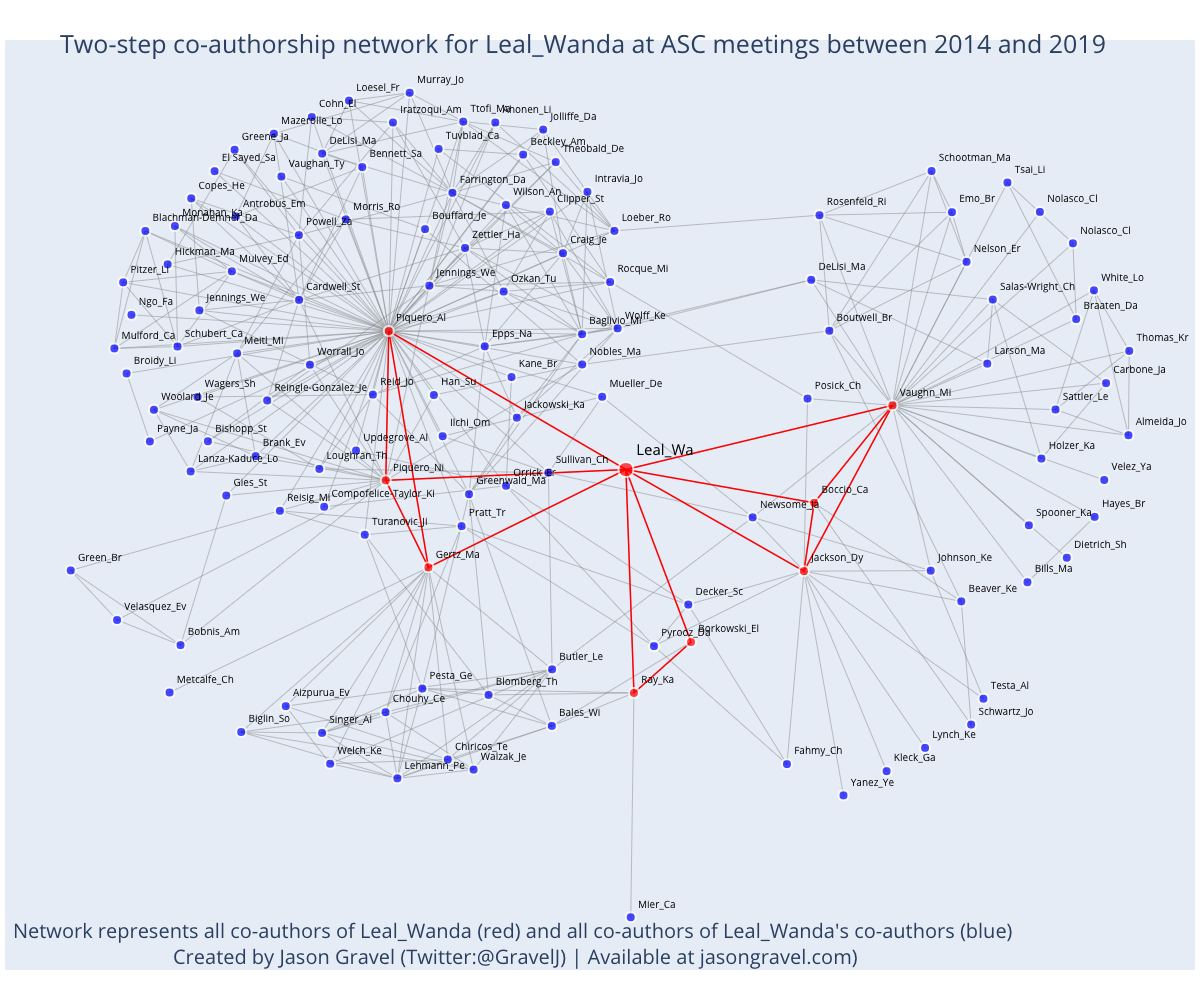 Two-step co-authorship network for Leal_Wanda at ASC meetings between 2014 and 2019
Murray_Jo
Loesel_Fr
Cohn_El
Iratzoqui_Am
Ttofi_Ma
Ahonen_Li
Jolliffe_Da
Mazerolle_Lo
Greene_Ja
DeLisi_Ma
Tuvblad_Ca
Beckley_Am
Theobald_De
El Sayed_Sa
Vaughan_Ty
Bennett_Sa
Schootman_Ma
Tsai_Li
Copes_He
Farrington_Da
Intravia_Jo
Wilson_An
Clipper_St
Antrobus_Em
Morris_Ro
Rosenfeld_Ri
Emo_Br
Nolasco_Cl
Monahan_Ka
Blachman-Demner_Da
Powell_Za
Bouffard_Je
Loeber_Ro
Zettler_Ha
Craig_Je
Nolasco_Cl
Hickman_Ma
Mulvey_Ed
Nelson_Er
Pitzer_Li
Jennings_We
Ozkan_Tu
Rocque_Mi
DeLisi_Ma
Cardwell_St
Salas-Wright_Ch
White_Lo
Ngo_Fa
Jennings_We
Piquero_Al
Baglivio_Mi
Wolff_Ke
Boutwell_Br
Braaten_Da
Mulford_Ca
Schubert_Ca
Meitl_Mi
Epps_Na
Thomas_Kr
Broidy_Li
Worrall_Jo
Kane_Br
Nobles_Ma
Larson_Ma
Carbone_Ja
Wagers_Sh
Reingle-Gonzalez_Je
Reid_Jo
Han_Su
Mueller_De
Posick_Ch
Vaughn_Mi
Woolard_Je
Jackowski_Ka
Sattler_Le
Payne_Ja
Bishopp_St
Ilchi_Om
Almeida_Jo
Brank_Ev
Updegrove_Al
Leal_Wa
Lanza-Kaduce_Lo
Loughran_Th
Piquero_Ni
Sullivan_Ch
Holzer_Ka
Gies_St
Greenwald_Ma
Orrick_Er
Velez_Ya
Reisig_Mi
Compofelice-Taylor_Ki
Boccio_Ca
Newsome_Ja
Hayes_Br
Turanovic_Ji
Pratt_Tr
Spooner_Ka
Green_Br
Gertz_Ma
Jackson_Dy
Johnson_Ke
Dietrich_Sh
Bills_Ma
Velasquez_Ev
Decker_Sc
Beaver_Ke
Bobnis_Am
Pyrooz_Da
Borkowski_El
Metcalfe_Ch
Butler_Le
Pesta_Ge
Blomberg_Th
Ray_Ka
Aizpurua_Ev
Chouhy_Ce
Testa_Al
Biglin_So
Singer_Al
Bales_Wi
Schwartz_Jo
Welch_Ke
Chiricos_Te
Lynch_Ke
Lehmann_Pe
Walzak_Je
Fahmy_Ch
Kleck_Ga
Yanez_Ye
Mier_Ca
Network represents all co-authors of Leal_Wanda (red) and all co-authors of Leal_Wanda's co-authors (blue)
Created by Jason Gravel (Twitter:@GravelJ) | Available at jasongravel.com)